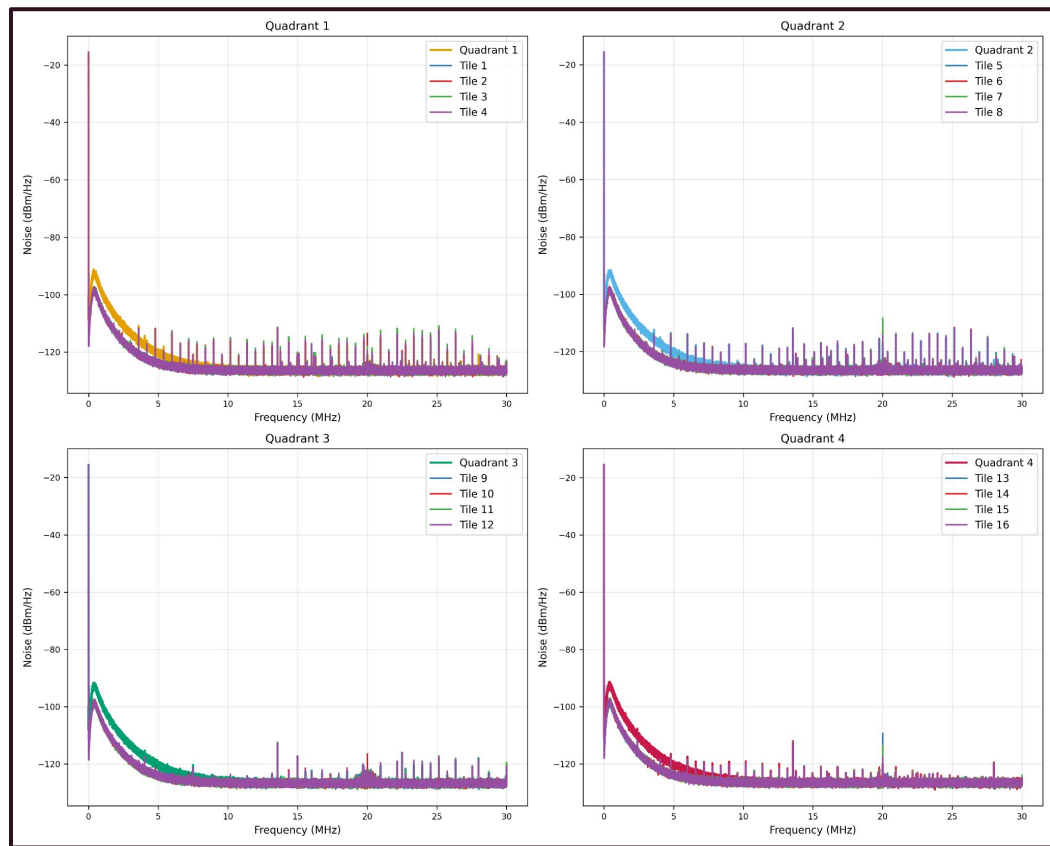 Quadrant 1
Noise (dBm/Hz)
−20
−40
−60
−80
−100
−120
Quadrant 1
Tile 1
Tile 2
Tile 3
Tile 4
0 5 10 15 20 25 30
Frequency (MHz)
Quadrant 2
Noise (dBm/Hz)
−20
−40
−60
−80
−100
−120
Quadrant 2
Tile 5
Tile 6
Tile 7
Tile 8
0 5 10 15 20 25 30
Frequency (MHz)
Quadrant 3
Noise (dBm/Hz)
−20
−40
−60
−80
−100
−120
Quadrant 3
Tile 9
Tile 10
Tile 11
Tile 12
0 5 10 15 20 25 30
Frequency (MHz)
Quadrant 4
Noise (dBm/Hz)
−20
−40
−60
−80
−100
−120
Quadrant 4
Tile 13
Tile 14
Tile 15
Tile 16
0 5 10 15 20 25 30
Frequency (MHz)